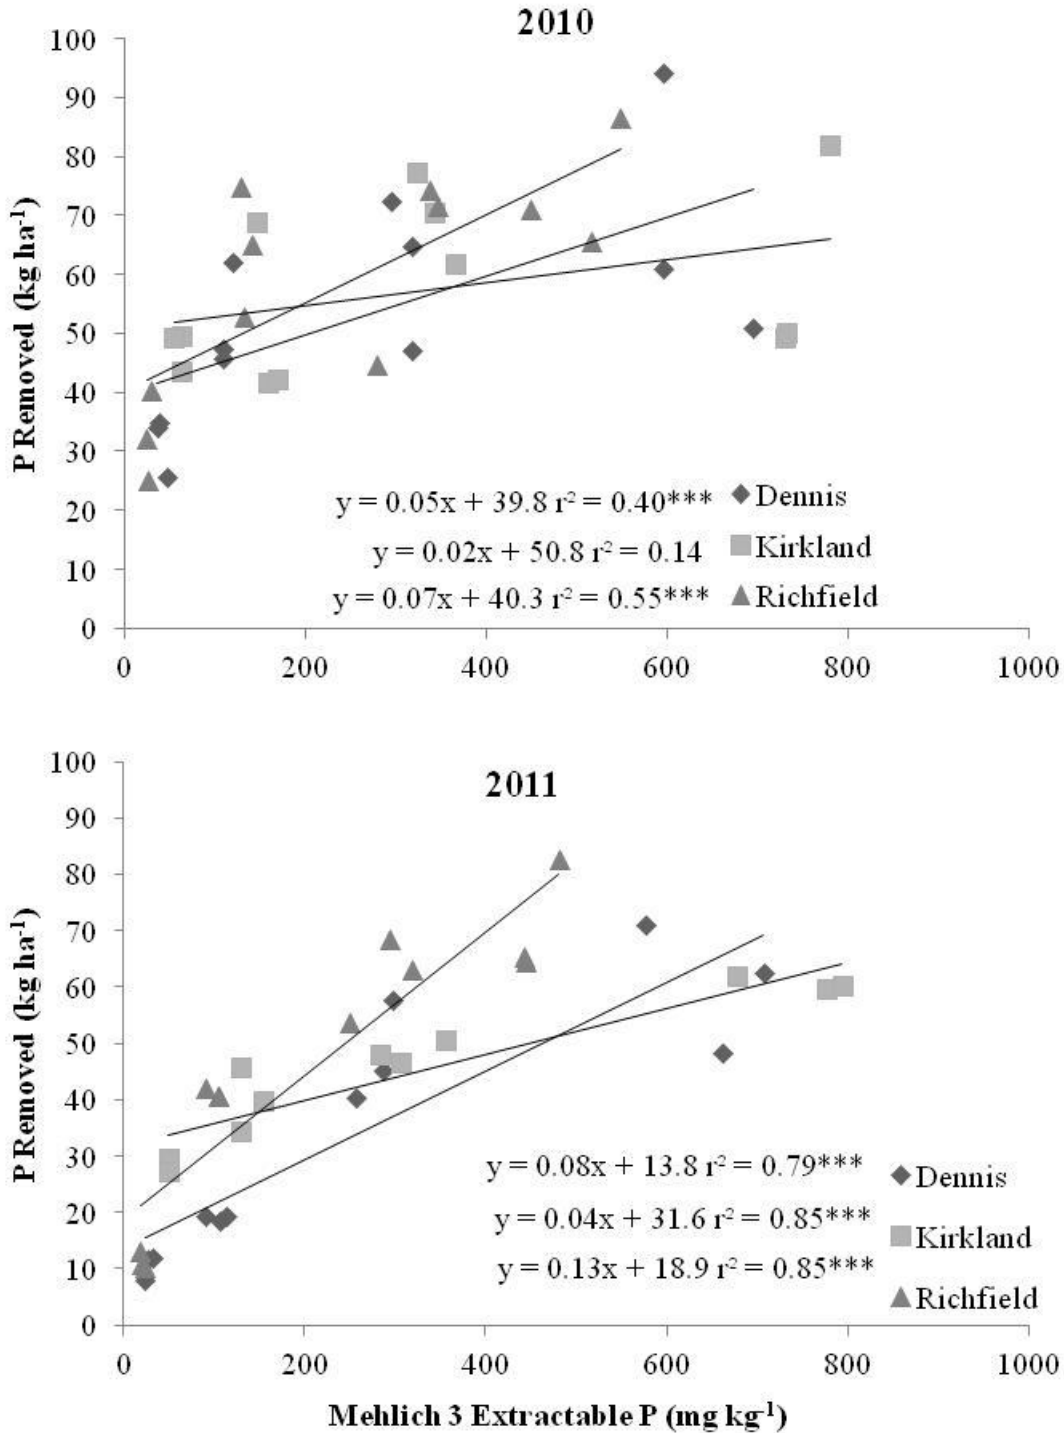 2010
100
90
80
70
60
50
40
30
20
10
0
P Removed (kg ha⁻¹)
y = 0.05x + 39.8 r² = 0.40***
y = 0.02x + 50.8 r² = 0.14
y = 0.07x + 40.3 r² = 0.55***
Dennis
Kirkland
Richfield
0 200 400 600 800 1000
2011
100
90
80
70
60
50
40
30
20
10
0
P Removed (kg ha⁻¹)
y = 0.08x + 13.8 r² = 0.79***
y = 0.04x + 31.6 r² = 0.85***
y = 0.13x + 18.9 r² = 0.85***
Dennis
Kirkland
Richfield
0 200 400 600 800 1000
Mehlich 3 Extractable P (mg kg⁻¹)